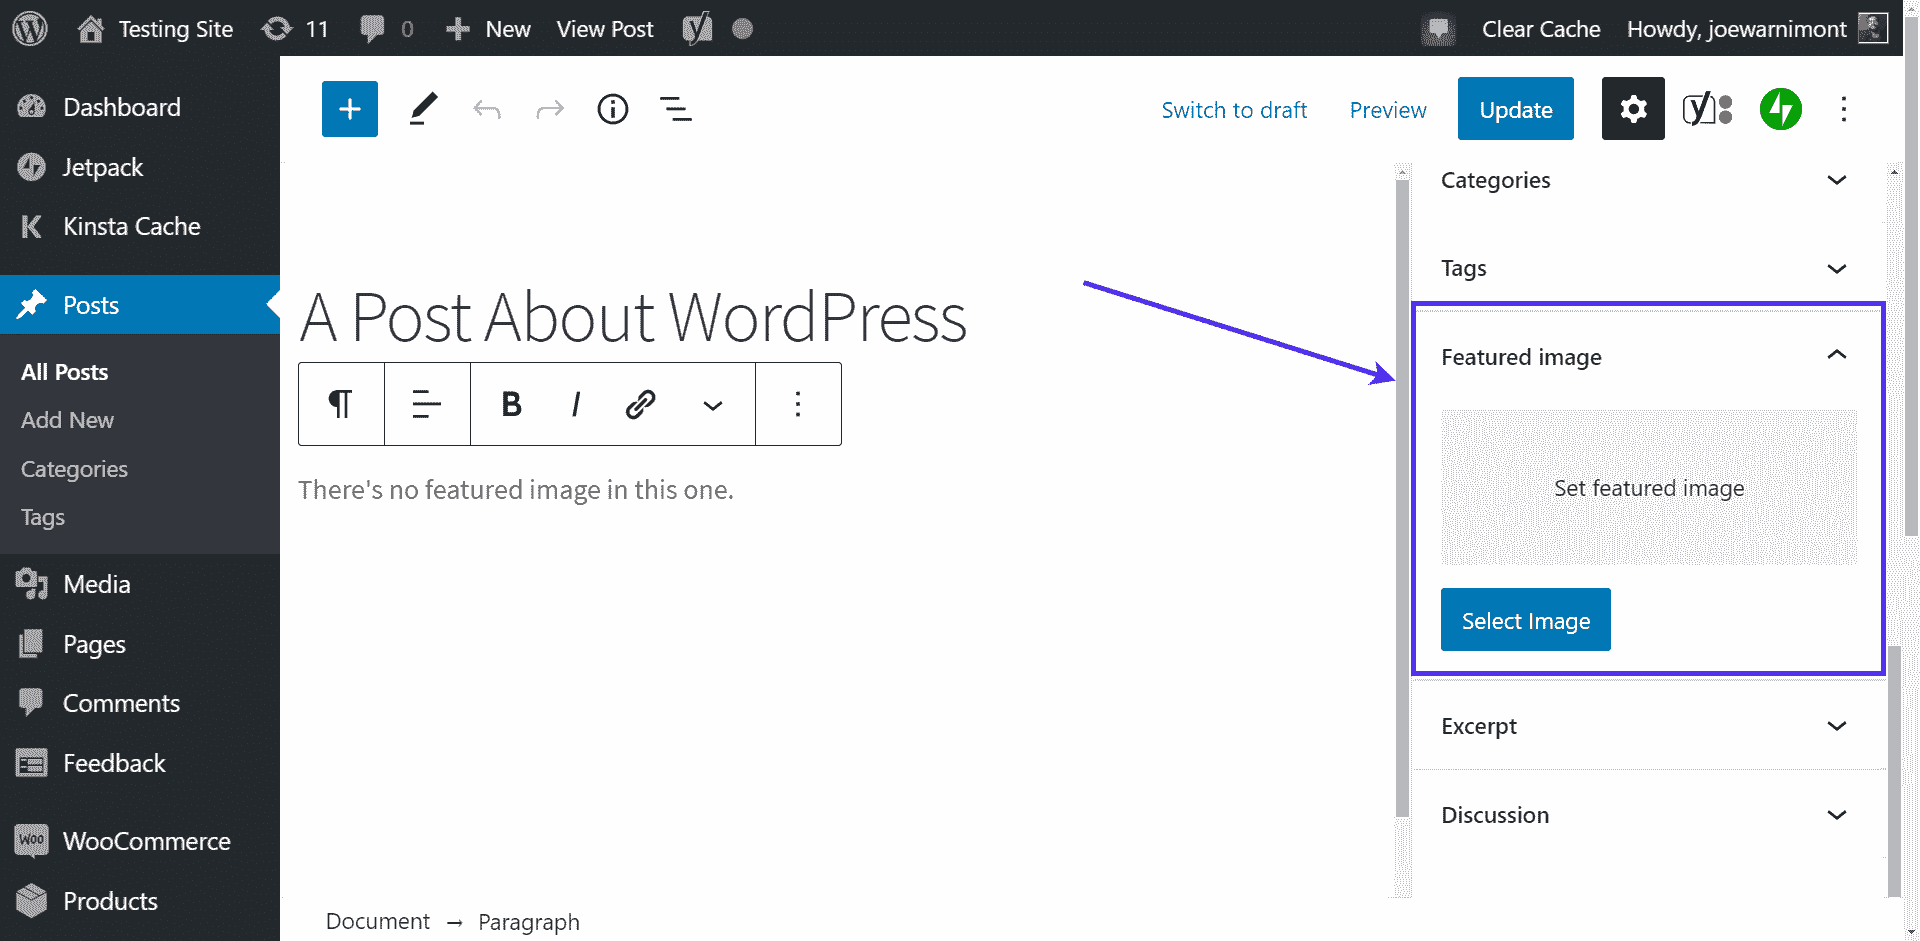 Testing Site 11 0 New View Post Clear Cache Howdy, joewarnimont
Dashboard
Jetpack
Kinsta Cache
Posts
All Posts
Add New
Categories
Tags
Media
Pages
Comments
Feedback
WOO WooCommerce
Products
Switch to draft Preview Update
A Post About WordPress
B I
There's no featured image in this one.
Document → Paragraph
Categories
Tags
Featured image
Set featured image
Select Image
Excerpt
Discussion